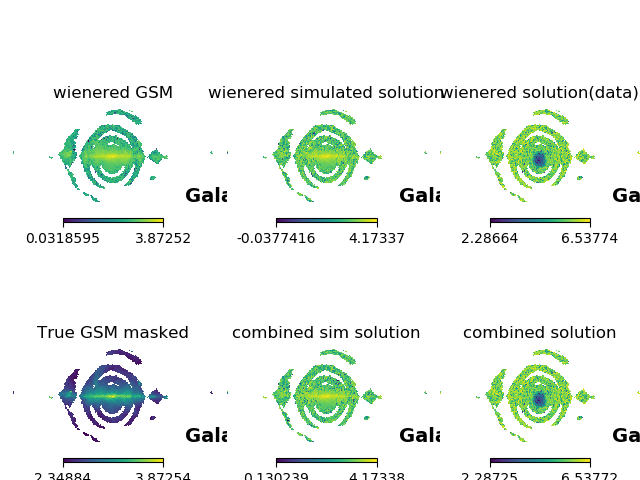 wienered GSM
wienered simulated solution
wienered solution(data)
Gala
Gala
Ga
0.0318595 3.87252
-0.0377416 4.17337
2.28664 6.53774
True GSM masked
combined sim solution
combined solution
Gala
Gala
Ga
2.34884 3.87254
0.130239 4.17338
2.28725 6.53772